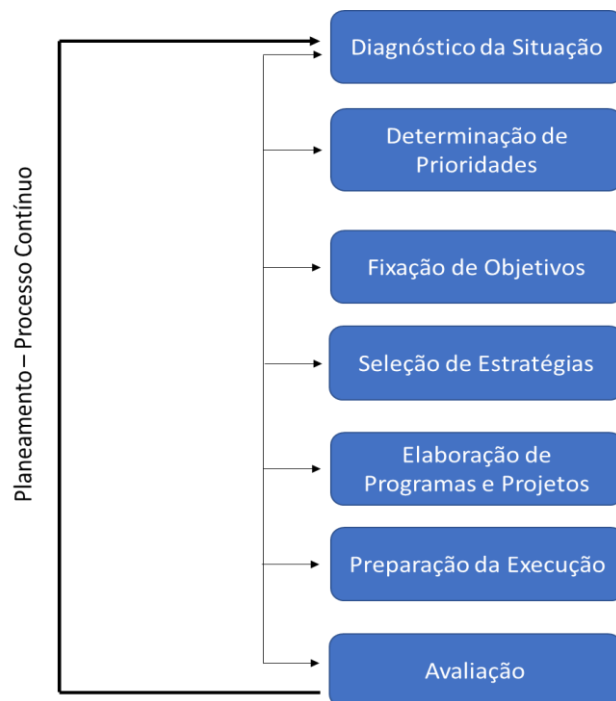 Planeamento – Processo Contínuo
Diagnóstico da Situação
Determinação de
Prioridades
Fixação de Objetivos
Seleção de Estratégias
Elaboração de
Programas e Projetos
Preparação da Execução
Avaliação